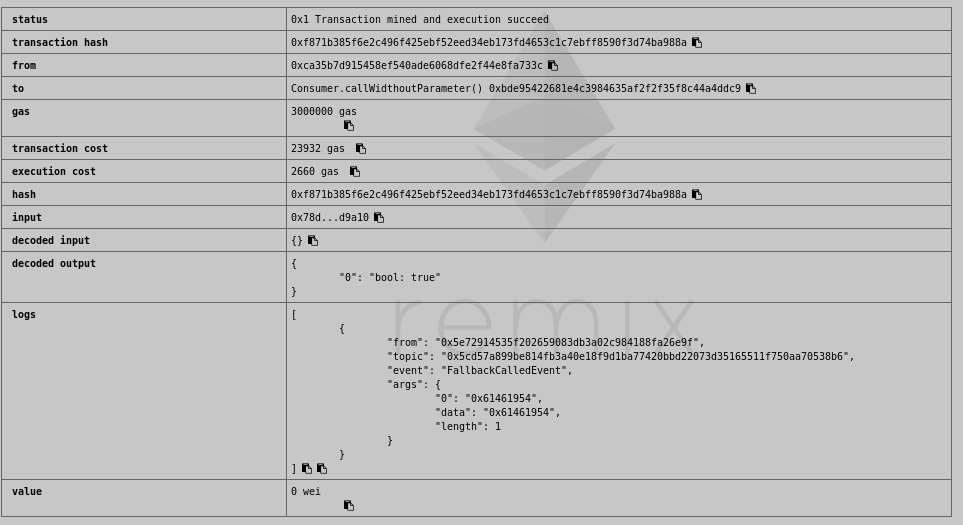 status 0x1 Transaction mined and execution succeed
transaction hash 0xf871b385f6e2c496f425ebf52eed34eb173fd4653c1c7ebff8590f3d74ba988a
from 0xca35b7d915458ef540ade6068dfe2f44e8fa733c
to Consumer.callWidthoutParameter() 0xbde95422681e4c3984635af2f2f35f8c44a4ddc9
gas 3000000 gas
transaction cost 23932 gas
execution cost 2660 gas
hash 0xf871b385f6e2c496f425ebf52eed34eb173fd4653c1c7ebff8590f3d74ba988a
input 0x78d...d9a10
decoded input {}
decoded output {
"0": "bool: true"
}
logs [
{
"from": "0x5e72914535f202659083db3a02c984188fa26e9f",
"topic": "0x5cd57a899be814fb3a40e18f9d1ba77420bbd22073d35165511f750aa70538b6",
"event": "FallbackCalledEvent",
"args": {
"0": "0x61461954",
"data": "0x61461954",
"length": 1
}
}
]
value 0 wei
remix